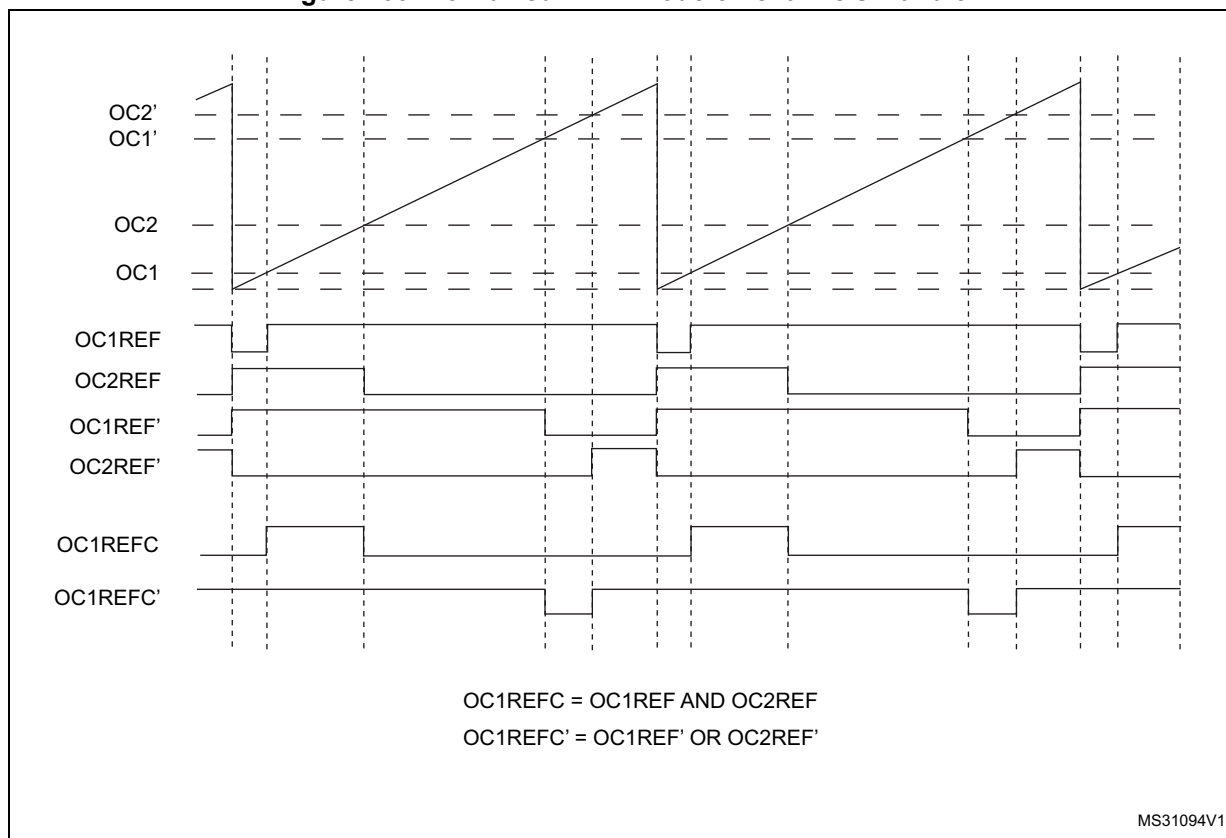 OC2’
OC1’
OC2
OC1
OC1REF
OC2REF
OC1REF’
OC2REF’
OC1REFC
OC1REFC’
OC1REFC = OC1REF AND OC2REF
OC1REFC’ = OC1REF’ OR OC2REF’
MS31094V1